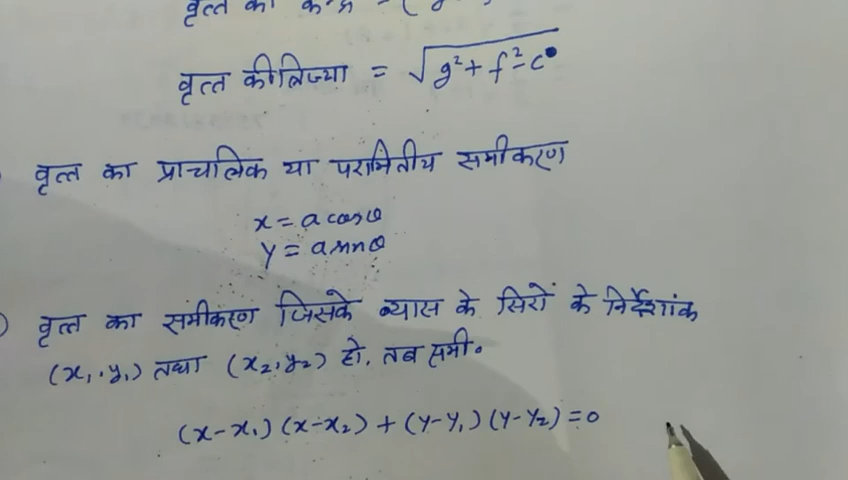 वृत्त की त्रिज्या = √g²+f²-c
वृत्त का प्राचलिक या परामितीय समीकरण
x = a cosθ
y = a sinθ
वृत्त का समीकरण जिसके व्यास के सिरों के निर्देशांक
(x₁, y₁) तथा (x₂, y₂) हो, तब समी०
(x-x₁) (x-x₂) + (y-y₁) (y-y₂) = 0